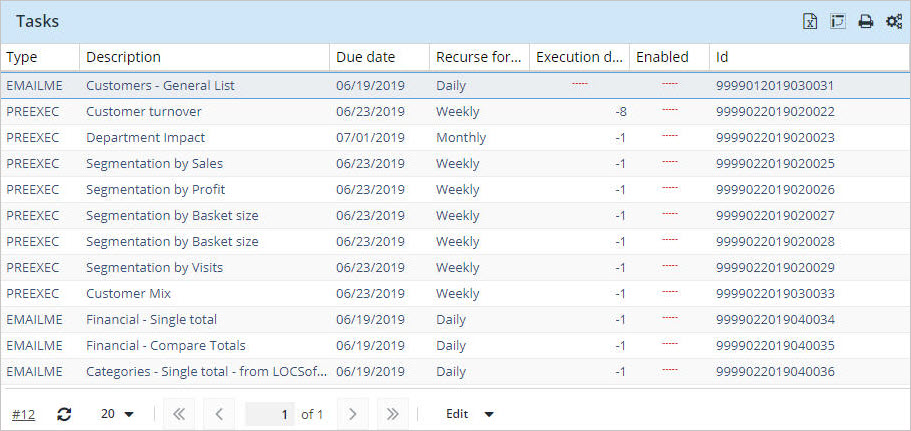 Tasks
Type Description Due date Recurse for... Execution d... Enabled Id
EMAILME Customers - General List 06/19/2019 Daily ----- ----- 9999012019030031
PREEXEC Customer turnover 06/23/2019 Weekly -8 ----- 9999022019020022
PREEXEC Department Impact 07/01/2019 Monthly -1 ----- 9999022019020023
PREEXEC Segmentation by Sales 06/23/2019 Weekly -1 ----- 9999022019020025
PREEXEC Segmentation by Profit 06/23/2019 Weekly -1 ----- 9999022019020026
PREEXEC Segmentation by Basket size 06/23/2019 Weekly -1 ----- 9999022019020027
PREEXEC Segmentation by Basket size 06/23/2019 Weekly -1 ----- 9999022019020028
PREEXEC Segmentation by Visits 06/23/2019 Weekly -1 ----- 9999022019020029
PREEXEC Customer Mix 06/23/2019 Weekly -1 ----- 9999022019030033
EMAILME Financial - Single total 06/19/2019 Daily -1 ----- 9999022019040034
EMAILME Financial - Compare Totals 06/19/2019 Daily -1 ----- 9999022019040035
EMAILME Categories - Single total - from LOCSof... 06/19/2019 Daily -1 ----- 9999022019040036
#12 20 1 of 1 Edit